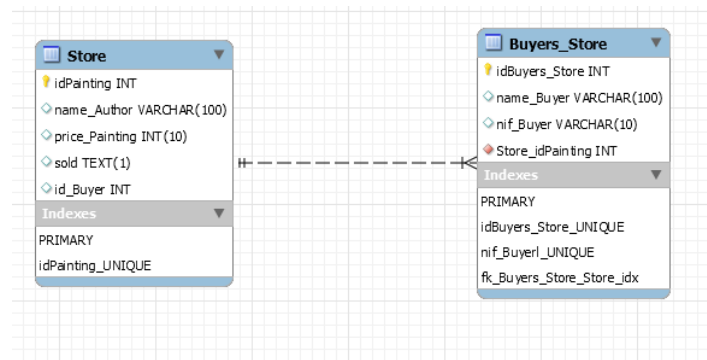 Store
idPainting INT
name_Author VARCHAR(100)
price_Painting INT(10)
sold TEXT(1)
id_Buyer INT
Indexes
PRIMARY
idPainting_UNIQUE
Buyers_Store
idBuyers_Store INT
name_Buyer VARCHAR(100)
nif_Buyer VARCHAR(10)
Store_idPainting INT
Indexes
PRIMARY
idBuyers_Store_UNIQUE
nif_Buyerl_UNIQUE
fk_Buyers_Store_Store_idx